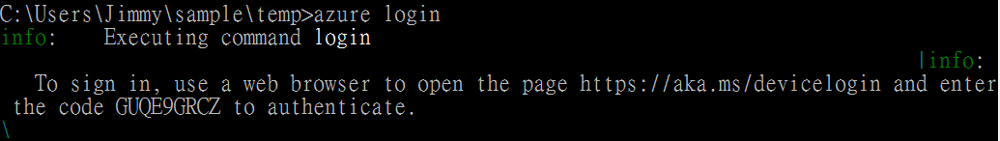 C:\Users\Jimmy\sample\temp>azure login
info:    Executing command login
|info:
   To sign in, use a web browser to open the page https://aka.ms/devicelogin and enter
 the code GUQE9GRCZ to authenticate.
\